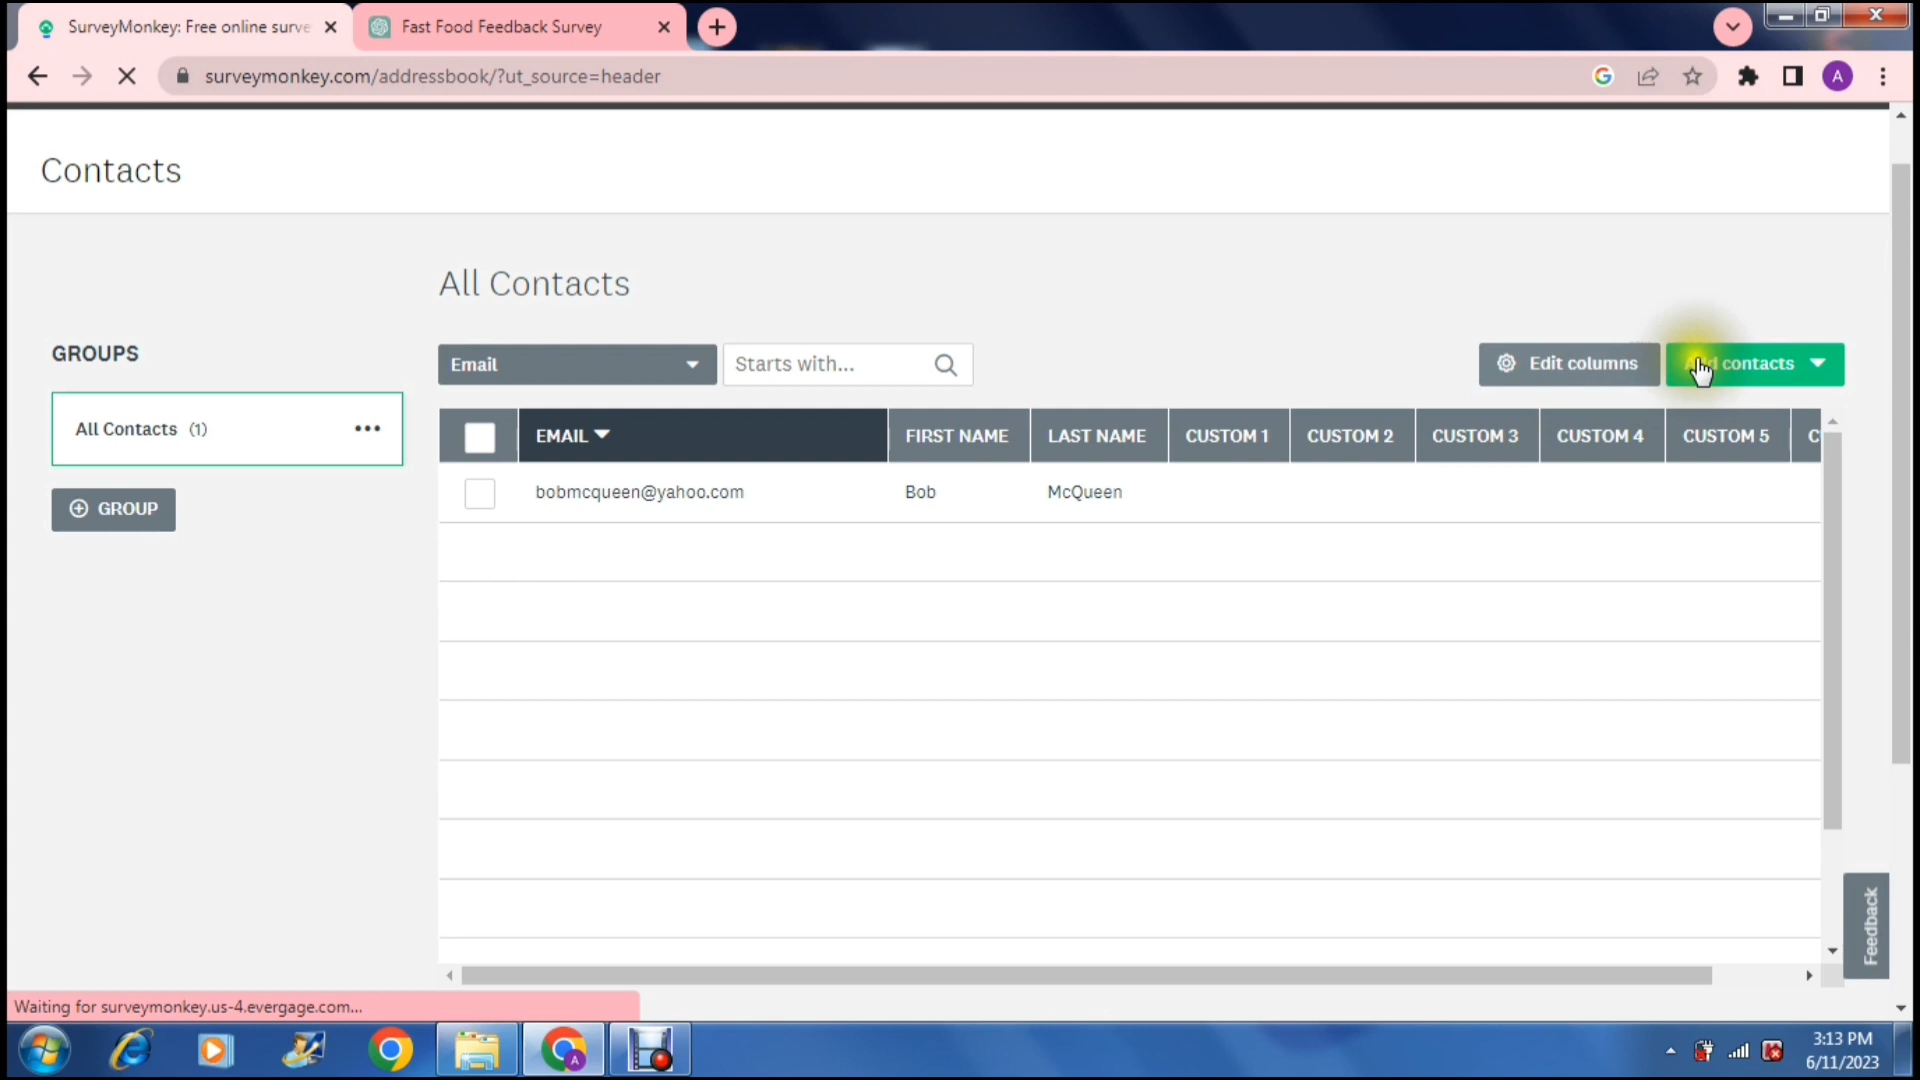 SurveyMonkey: Free online surve
Fast Food Feedback Survey
surveymonkey.com/addressbook/?ut_source=header
A
Contacts
All Contacts
GROUPS
Email
Starts with...
Edit columns
contacts
All Contacts (1)
EMAIL
FIRST NAME
LAST NAME
CUSTOM 1
CUSTOM 2
CUSTOM 3
CUSTOM 4
CUSTOM 5
C
GROUP
bobmcqueen@yahoo.com
Bob
McQueen
Feedback
Waiting for surveymonkey.us-4.evergage.com...
3:13 PM
6/11/2023